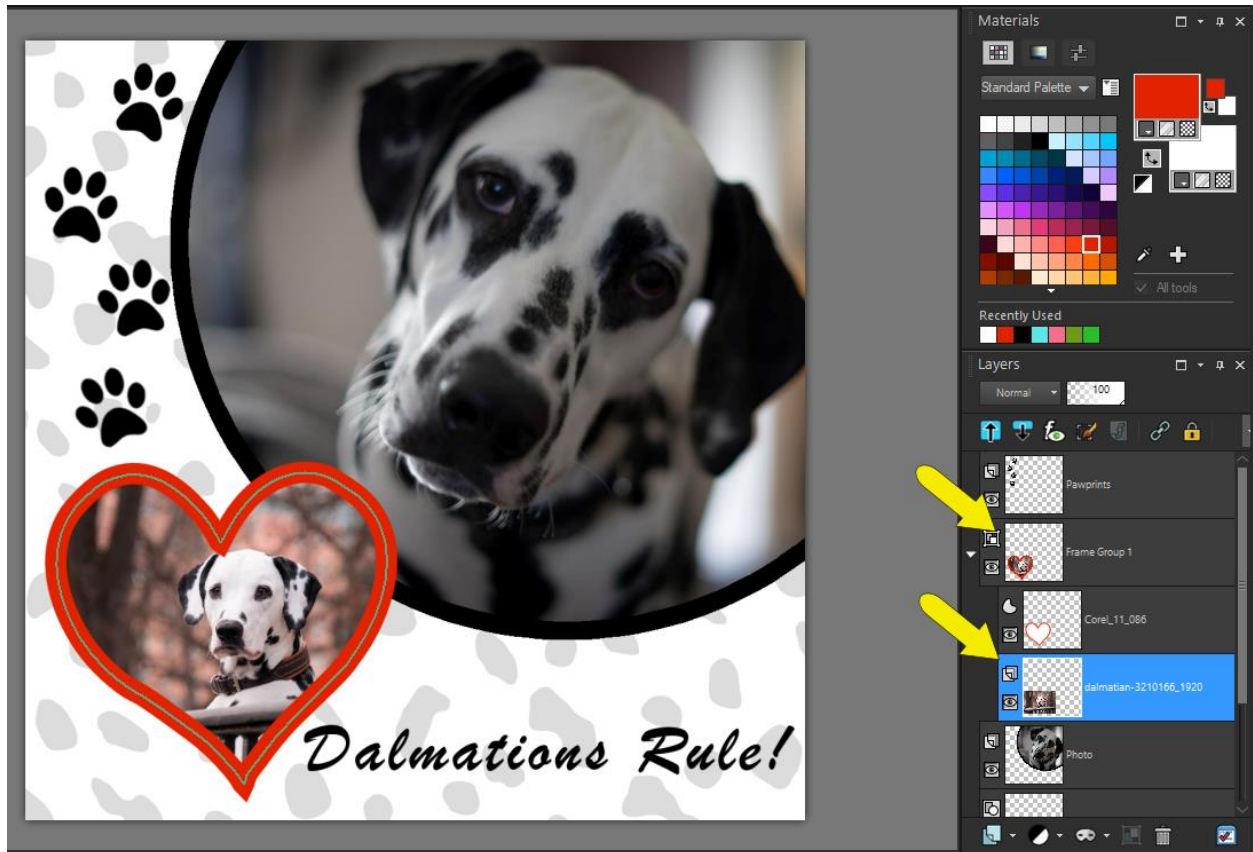 Materials
Standard Palette
All tools
Recently Used
Layers
Normal 100
Pawprints
Frame Group 1
Corel_11_086
dalmatian-3210166_1920
Photo
Dalmations Rule!